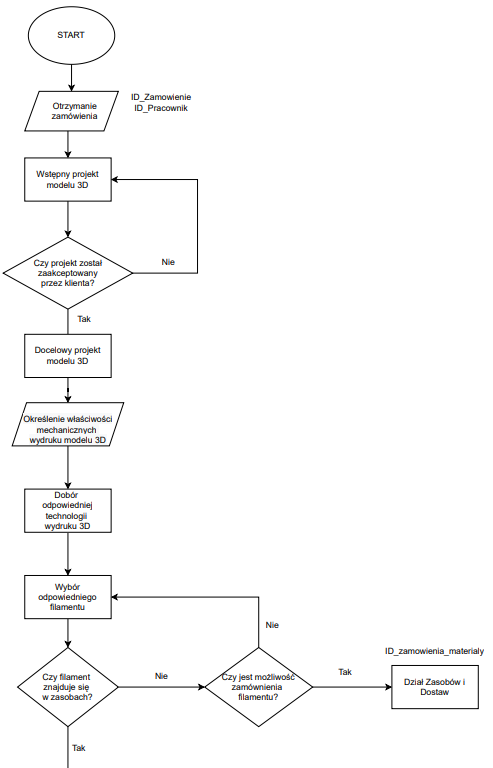 START
Otrzymanie
zamówienia
ID_Zamowienie
ID_Pracownik
Wstępny projekt
modelu 3D
Czy projekt został
zaakceptowany
przez klienta?
Nie
Tak
Docelowy projekt
modelu 3D
Określenie właściwości
mechanicznych
wydruku modelu 3D
Dobór
odpowiedniej
technologii
wydruku 3D
Wybór
odpowiedniego
filamentu
Nie
Czy filament
znajduje się
w zasobach?
Nie
Czy jest możliwość
zamównienia
filamentu?
Tak
ID_zamowienia_materialy
Dział Zasobów i
Dostaw
Tak